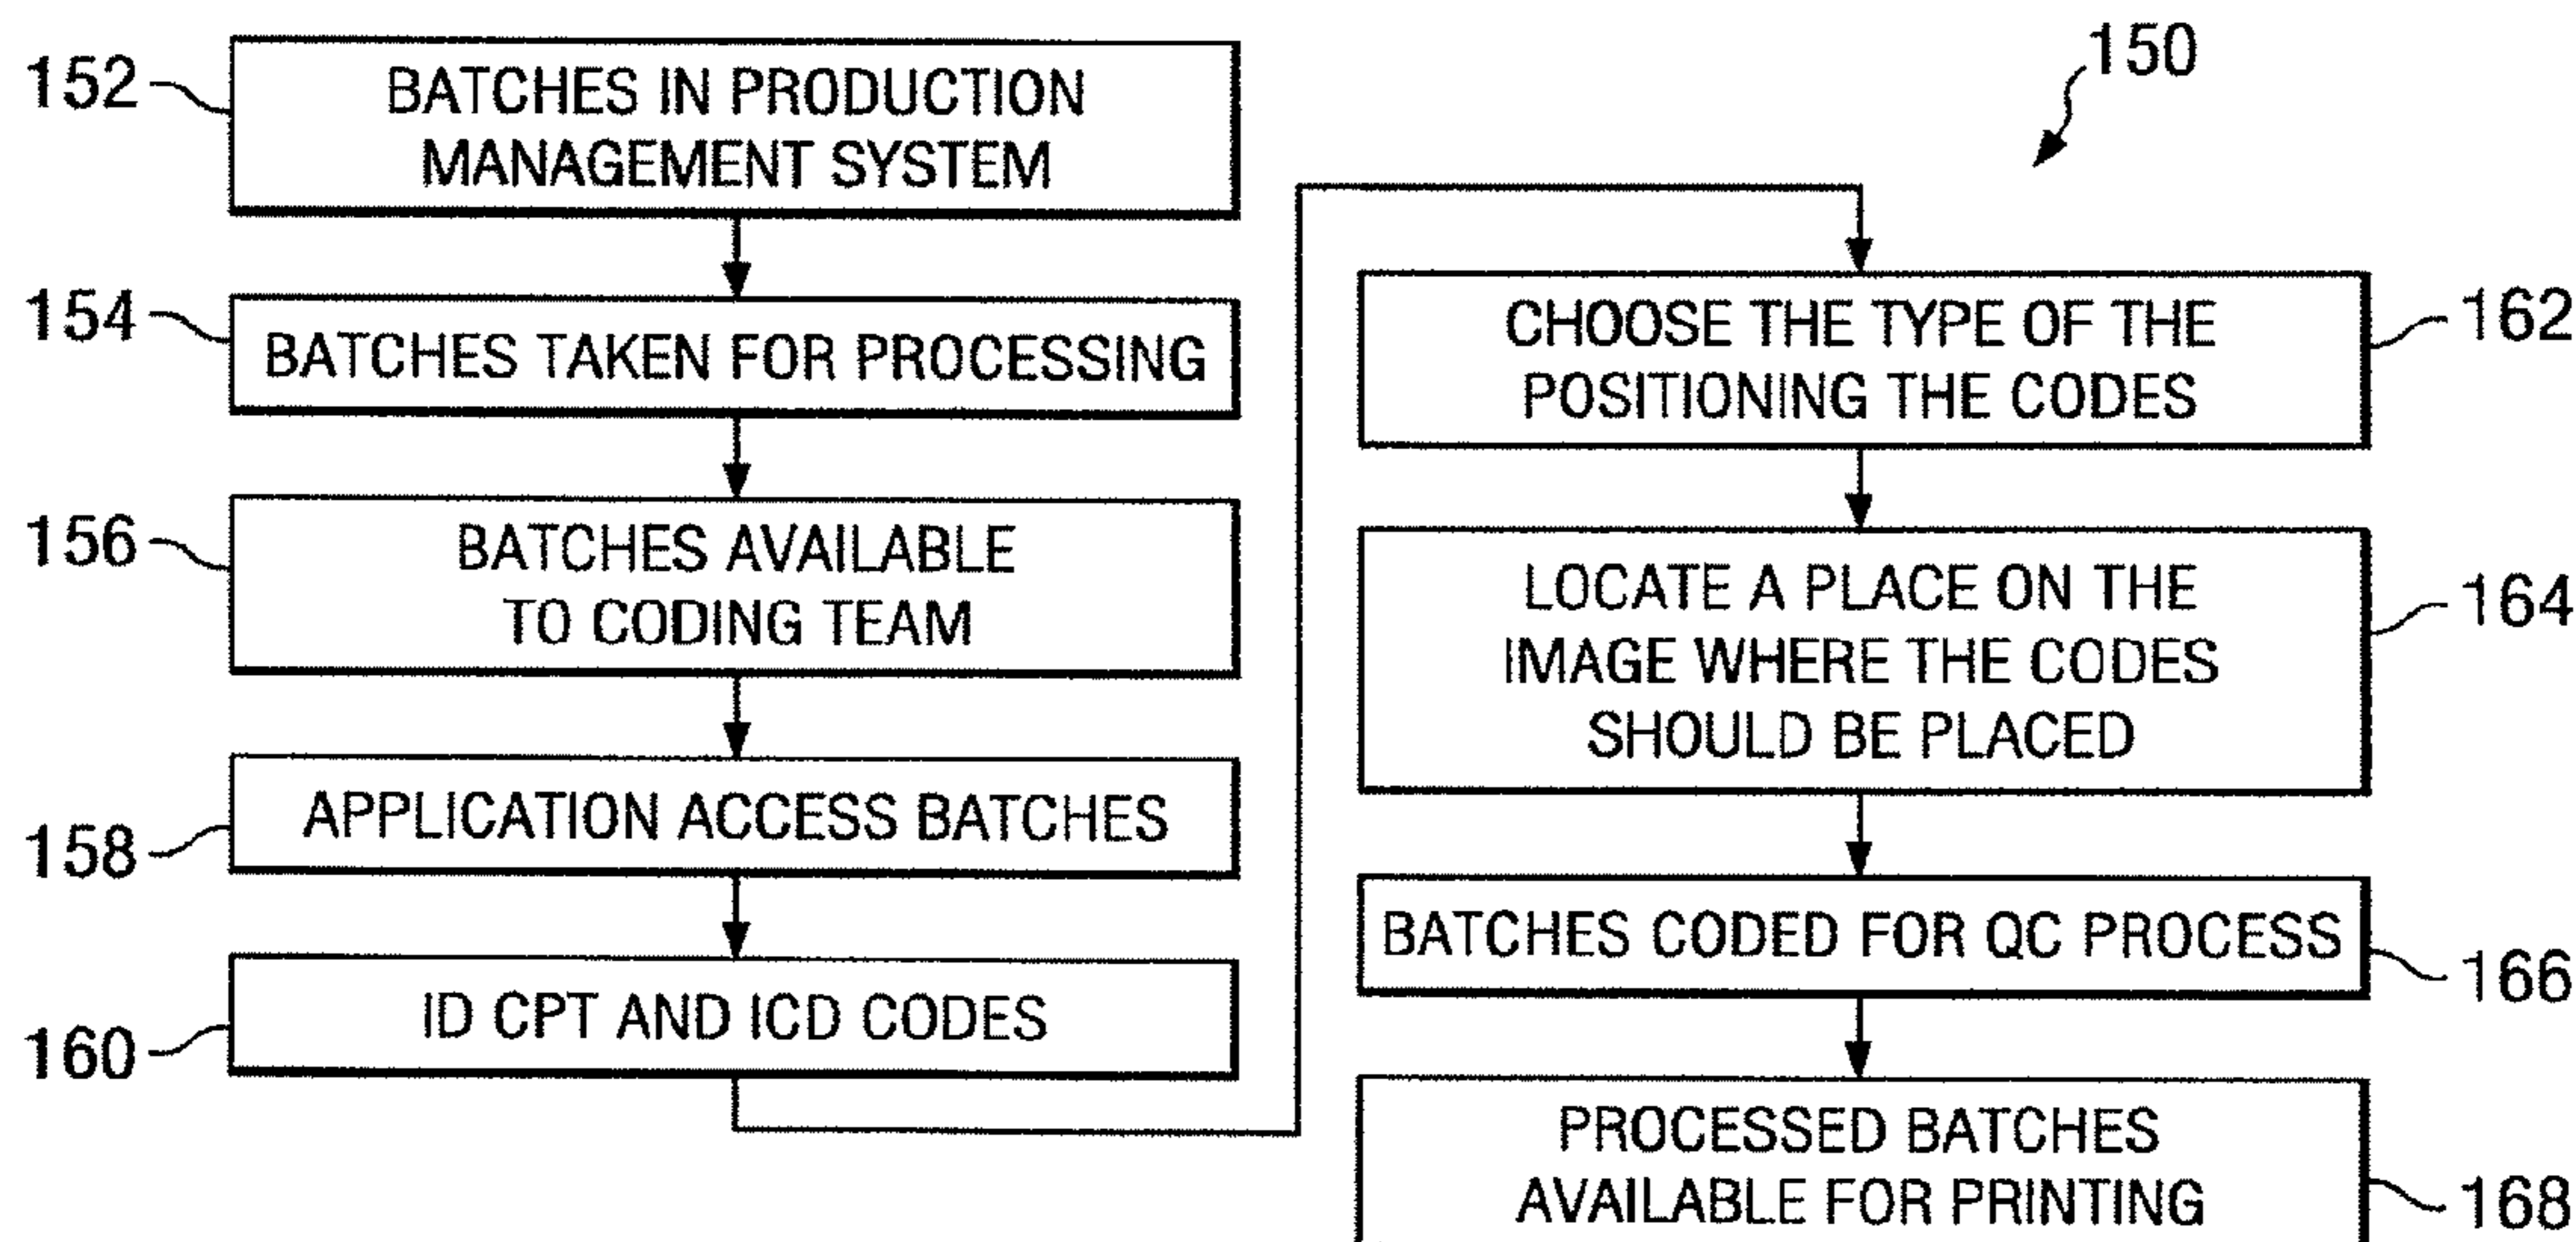 152
BATCHES IN PRODUCTION
MANAGEMENT SYSTEM
154
BATCHES TAKEN FOR PROCESSING
156
BATCHES AVAILABLE
TO CODING TEAM
158
APPLICATION ACCESS BATCHES
160
ID CPT AND ICD CODES
150
CHOOSE THE TYPE OF THE
POSITIONING THE CODES
162
LOCATE A PLACE ON THE
IMAGE WHERE THE CODES
SHOULD BE PLACED
164
BATCHES CODED FOR QC PROCESS
166
PROCESSED BATCHES
AVAILABLE FOR PRINTING
168